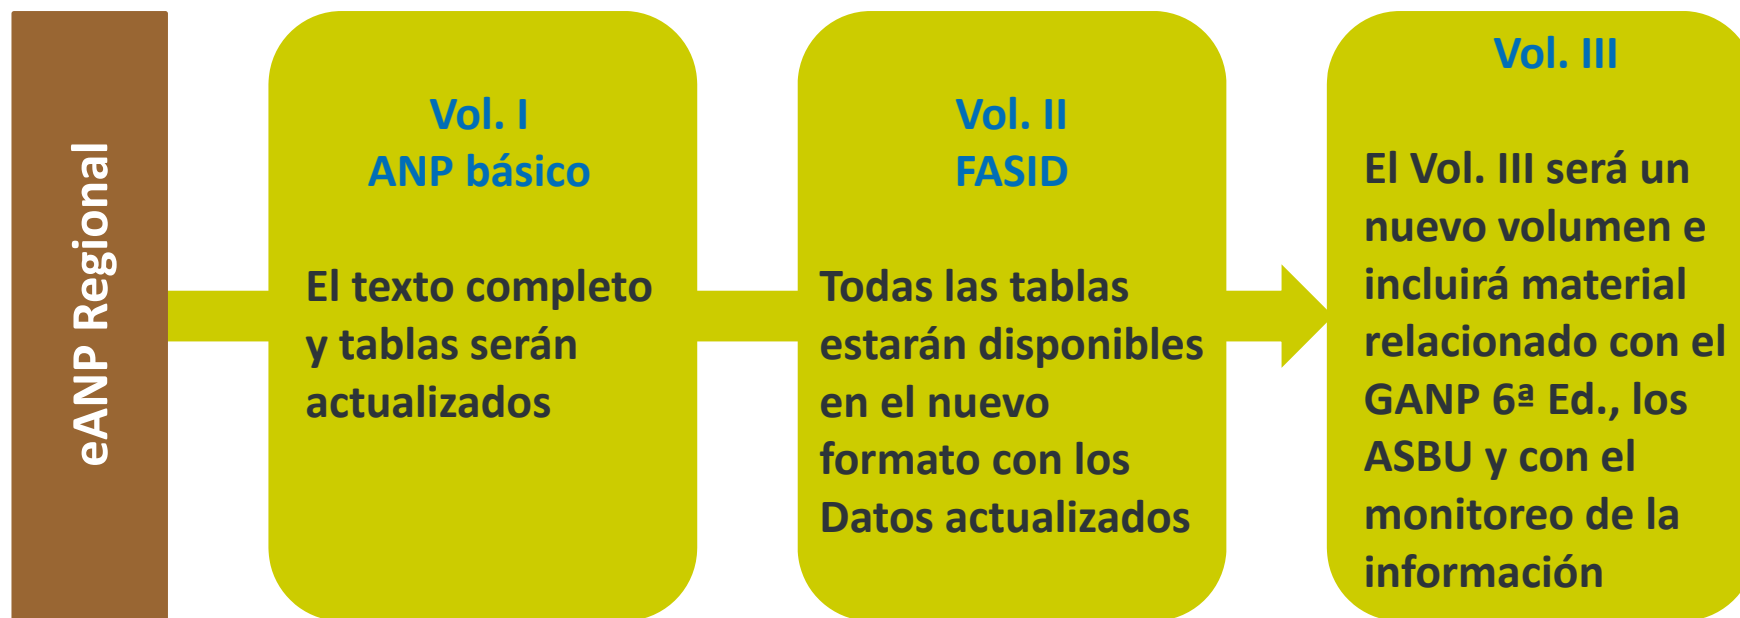 eANP Regional
Vol. I
ANP básico
El texto completo
y tablas serán
actualizados
Vol. II
FASID
Todas las tablas
estarán disponibles
en el nuevo
formato con los
Datos actualizados
Vol. III
El Vol. III será un
nuevo volumen e
incluirá material
relacionado con el
GANP 6ª Ed., los
ASBU y con el
monitoreo de la
información